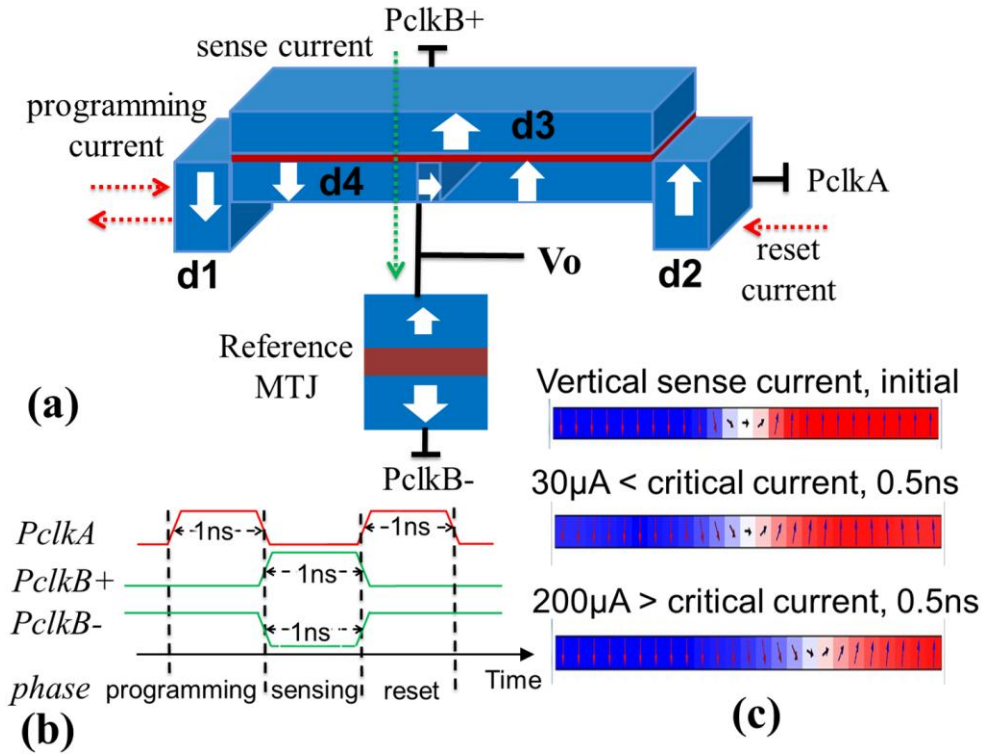 PclkB+
sense current
programming
current
d3
d4
PclkA
d1
d2
Vo
reset
current
Reference
MTJ
(a)
PclkB-
PclkA
1ns
1ns
PclkB+
1ns
PclkB-
1ns
Time
phase
programming
sensing
reset
(b)
Vertical sense current, initial
30µA < critical current, 0.5ns
200µA > critical current, 0.5ns
(c)